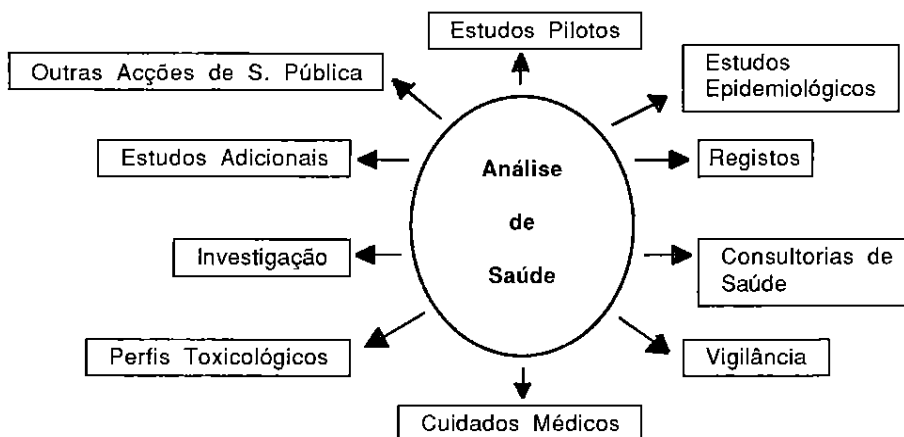 Estudos Pilotos
Outras Acções de S. Pública
Estudos
Epidemiológicos
Estudos Adicionais
Análise
de
Saúde
Registos
Investigação
Consultorias de
Saúde
Perfis Toxicológicos
Vigilância
Cuidados Médicos